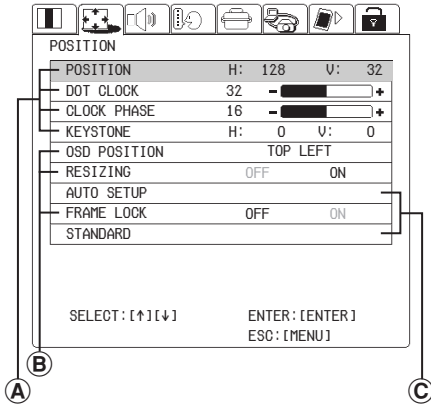 POSITION
POSITION H: 128 V: 32
DOT CLOCK 32 - +
CLOCK PHASE 16 - +
KEYSTONE H: 0 V: 0
OSD POSITION TOP LEFT
RESIZING OFF ON
AUTO SETUP
FRAME LOCK OFF ON
STANDARD
SELECT:[↑][↓] ENTER:[ENTER]
ESC:[MENU]
B
A C